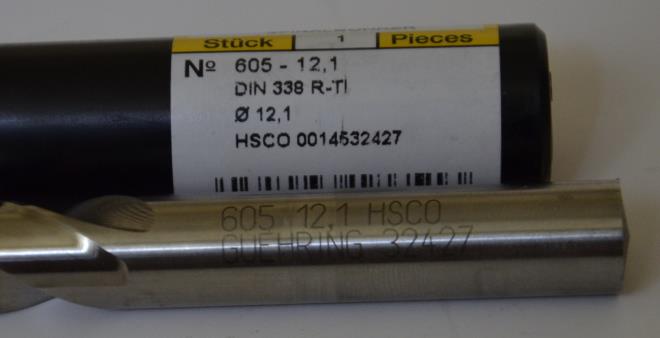 Stück 1 Pieces
Nº 605 - 12,1
DIN 338 R-TI
Ø 12,1
HSCO 0014532427
605 12,1 HSCO
GUEHRING 32427